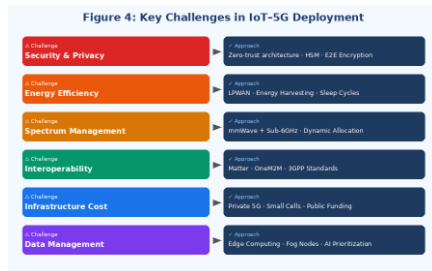 Figure 4: Key Challenges in IoT–5G Deployment
⚠ Challenge
Security & Privacy
✓ Approach
Zero-trust architecture · HSM · E2E Encryption
⚠ Challenge
Energy Efficiency
✓ Approach
LPWAN · Energy Harvesting · Sleep Cycles
⚠ Challenge
Spectrum Management
✓ Approach
mmWave + Sub-6GHz · Dynamic Allocation
⚠ Challenge
Interoperability
✓ Approach
Matter · OneM2M · 3GPP Standards
⚠ Challenge
Infrastructure Cost
✓ Approach
Private 5G · Small Cells · Public Funding
⚠ Challenge
Data Management
✓ Approach
Edge Computing · Fog Nodes · AI Prioritization